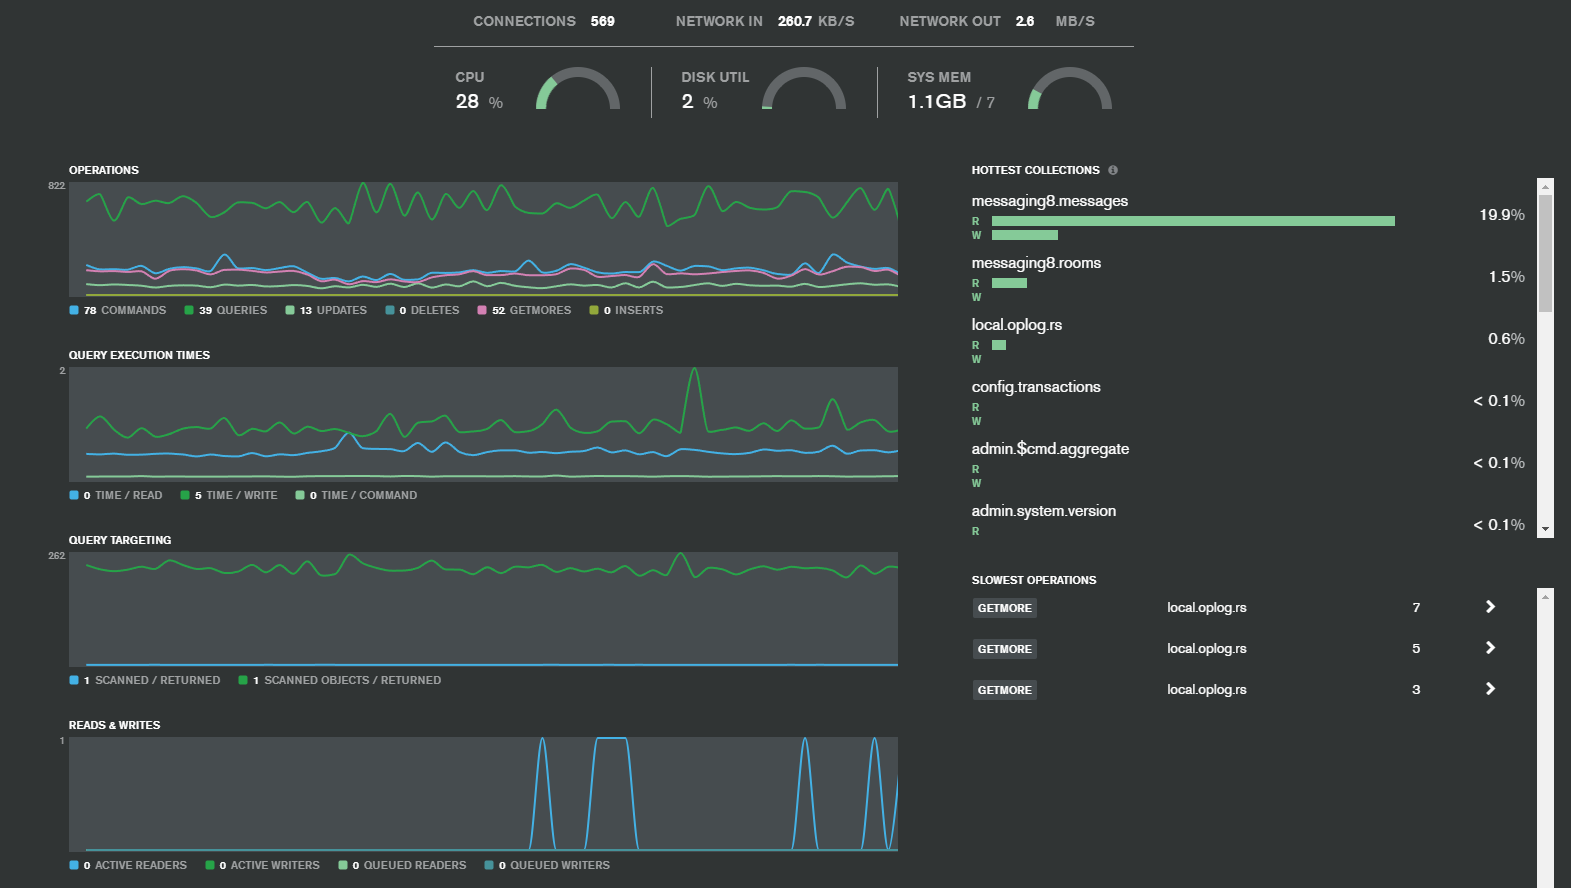 CONNECTIONS 569 NETWORK IN 260.7 KB/S NETWORK OUT 2.6 MB/S
CPU DISK UTIL SYS MEM
28 % 2 % 1.1GB / 7
OPERATIONS
822
78 COMMANDS 39 QUERIES 13 UPDATES 0 DELETES 52 GETMORES 0 INSERTS
QUERY EXECUTION TIMES
2
0 TIME / READ 5 TIME / WRITE 0 TIME / COMMAND
QUERY TARGETING
262
1 SCANNED / RETURNED 1 SCANNED OBJECTS / RETURNED
READS & WRITES
1
0 ACTIVE READERS 0 ACTIVE WRITERS 0 QUEUED READERS 0 QUEUED WRITERS
HOTTEST COLLECTIONS
messaging8.messages
R
19.9%
W
messaging8.rooms
R
1.5%
W
local.oplog.rs
R
0.6%
W
config.transactions
R
< 0.1%
W
admin.$cmd.aggregate
R
< 0.1%
W
admin.system.version
R
< 0.1%
SLOWEST OPERATIONS
GETMORE local.oplog.rs 7
GETMORE local.oplog.rs 5
GETMORE local.oplog.rs 3